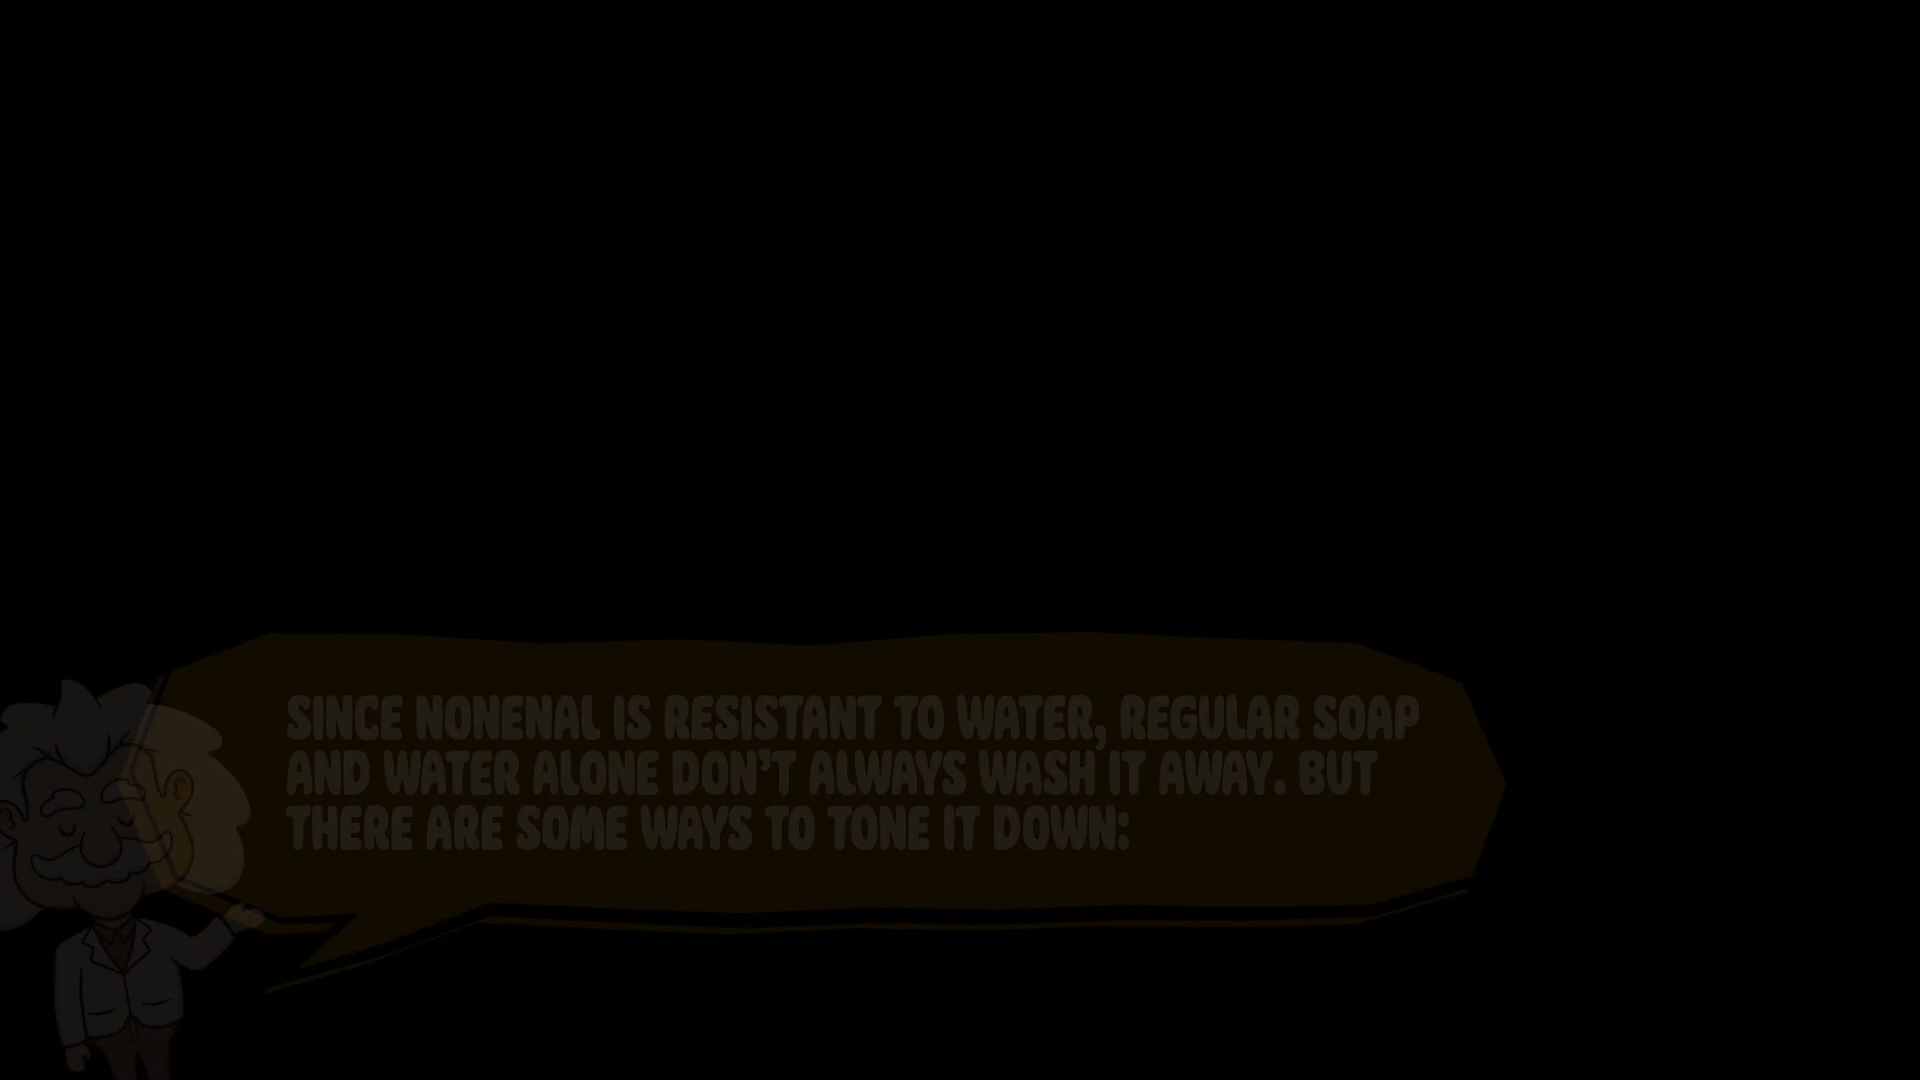 SINCE NONENAL IS RESISTANT TO WATER, REGULAR SOAP
AND WATER ALONE DON'T ALWAYS WASH IT AWAY. BUT
THERE ARE SOME WAYS TO TONE IT DOWN: